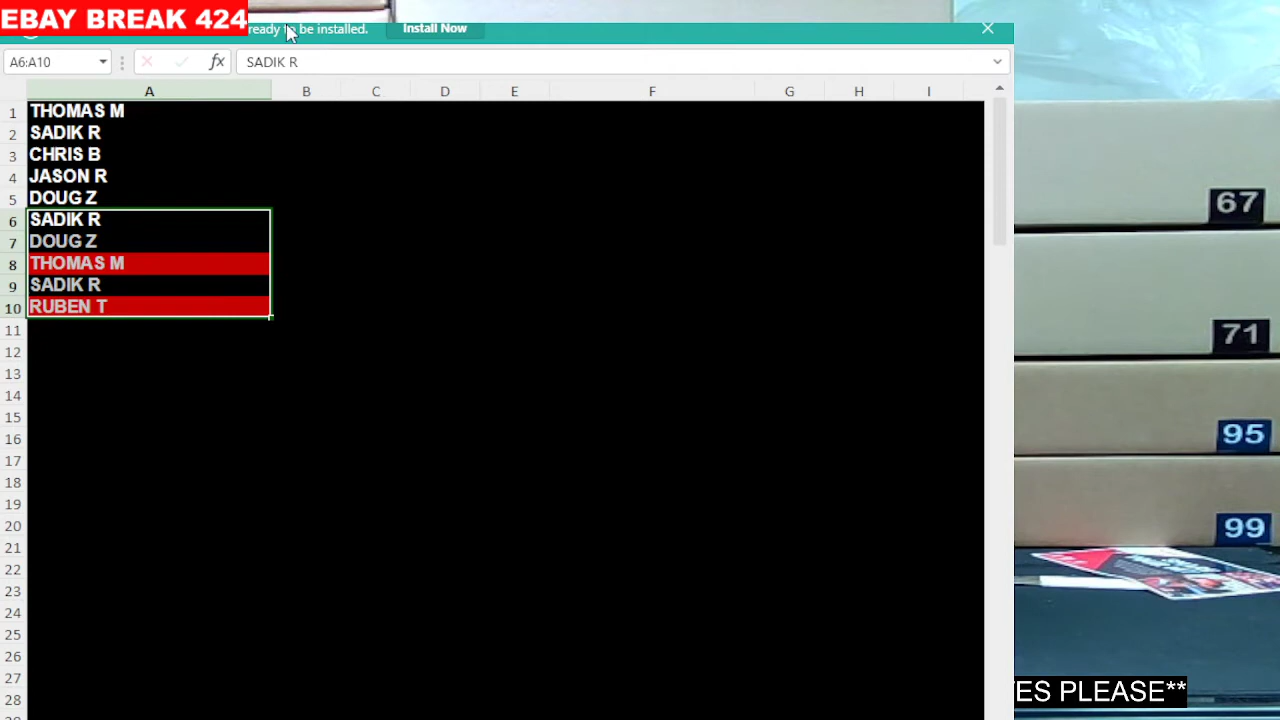 EBAY BREAK 424
ready to be installed. Install Now
A6:A10 fx SADIK R
A B C D E F G H I
1 THOMAS M
2 SADIK R
3 CHRIS B
4 JASON R
5 DOUG Z
6 SADIK R
7 DOUG Z
8 THOMAS M
9 SADIK R
10 RUBEN T
11
12
13
14
15
16
17
18
19
20
21
22
23
24
25
26
27
28
67
71
95
99
ES PLEASE**